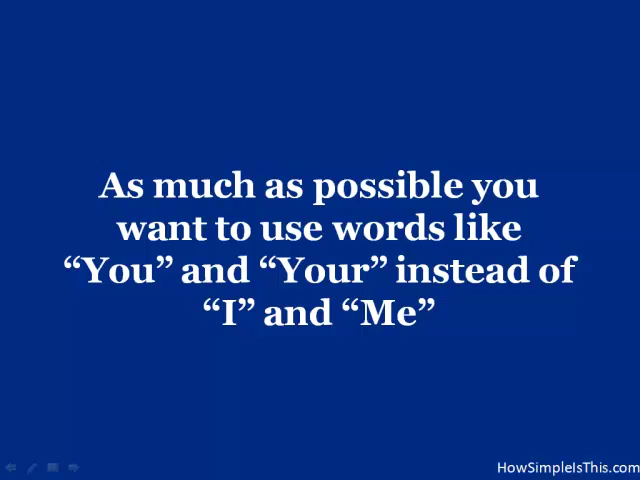 As much as possible you
want to use words like
“You” and “Your” instead of
“I” and “Me”
HowSimpleIsThis.com